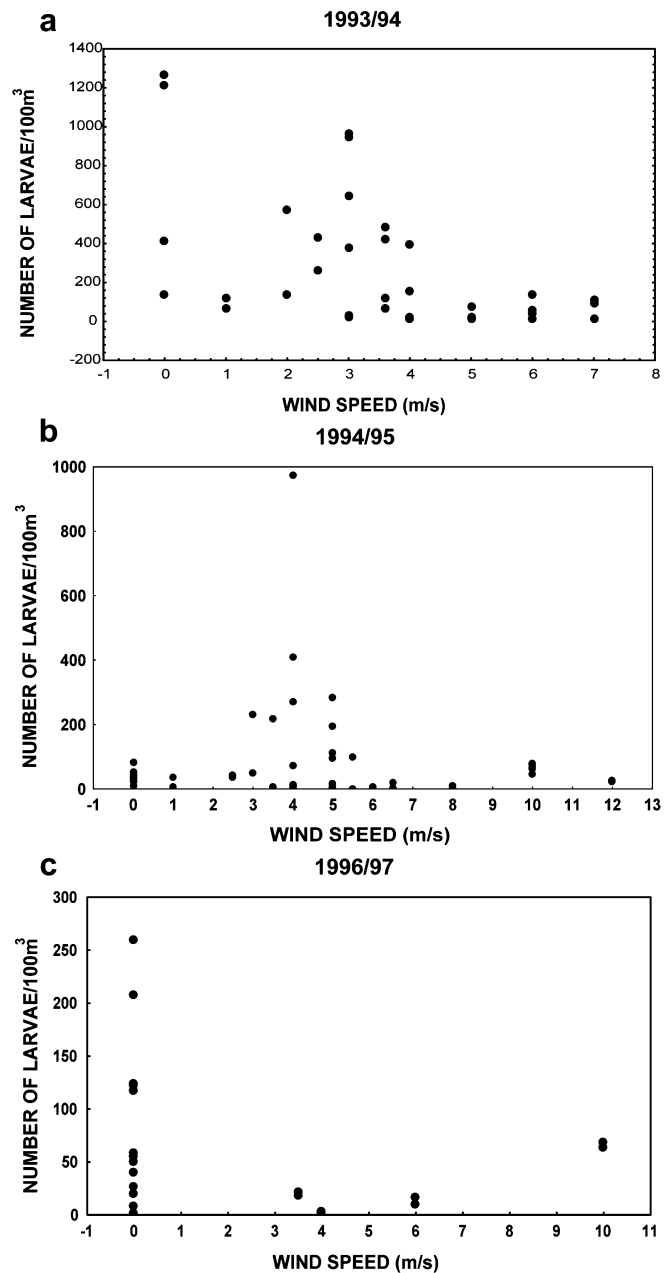 a
1993/94
1400
1200
1000
800
600
400
200
0
-200
-1 0 1 2 3 4 5 6 7 8
NUMBER OF LARVAE/100m³
WIND SPEED (m/s)
b
1994/95
1000
800
600
400
200
0
-1 0 1 2 3 4 5 6 7 8 9 10 11 12 13
NUMBER OF LARVAE/100m³
WIND SPEED (m/s)
c
1996/97
300
250
200
150
100
50
0
-1 0 1 2 3 4 5 6 7 8 9 10 11
NUMBER OF LARVAE/100m³
WIND SPEED (m/s)